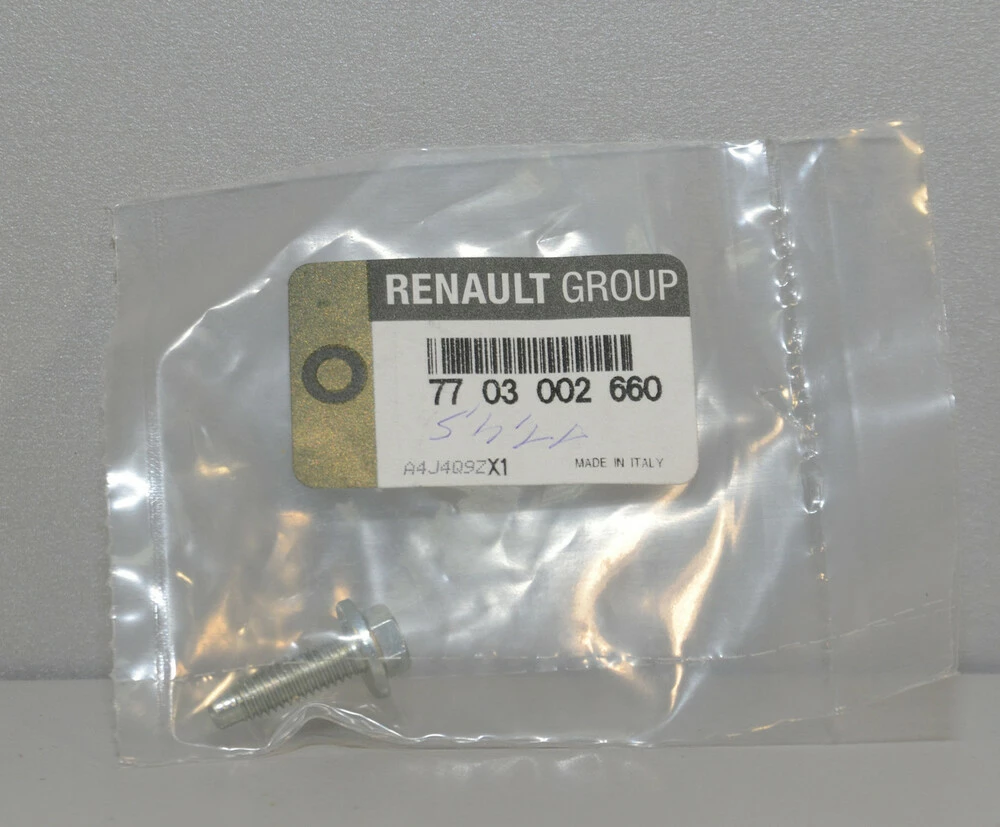 RENAULT GROUP
77 03 002 660
A4J4Q9ZX1 MADE IN ITALY